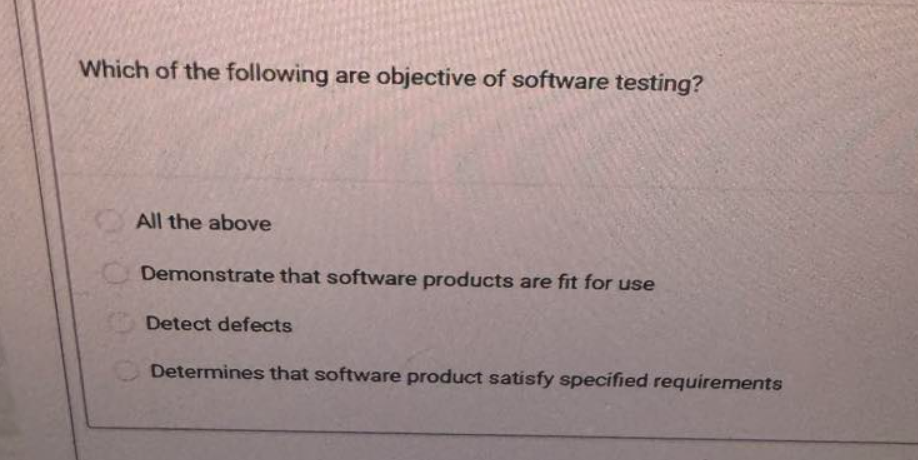 Which of the following are objective of software testing?
All the above
Demonstrate that software products are fit for use
Detect defects
Determines that software product satisfy specified requirements